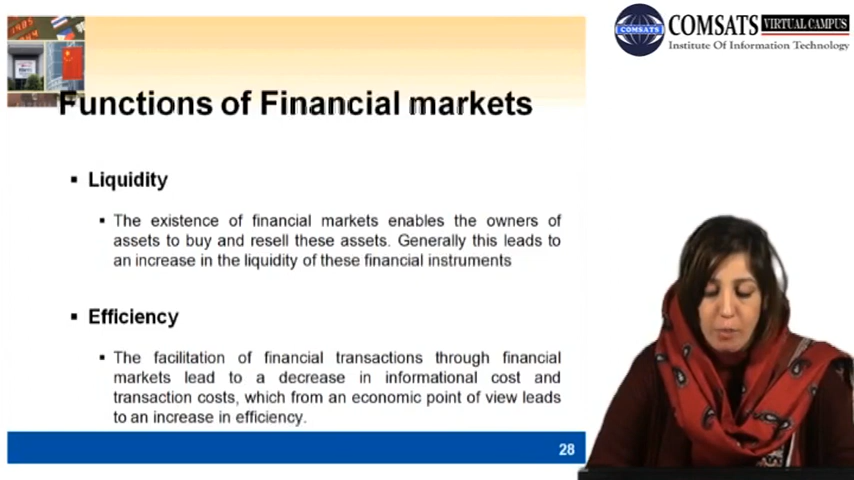 COMSATS VIRTUAL CAMPUS
COMSATS
Institute Of Information Technology
Functions of Financial markets
▪ Liquidity
▪ The existence of financial markets enables the owners of
assets to buy and resell these assets. Generally this leads to
an increase in the liquidity of these financial instruments
▪ Efficiency
▪ The facilitation of financial transactions through financial
markets lead to a decrease in informational cost and
transaction costs, which from an economic point of view leads
to an increase in efficiency.
28